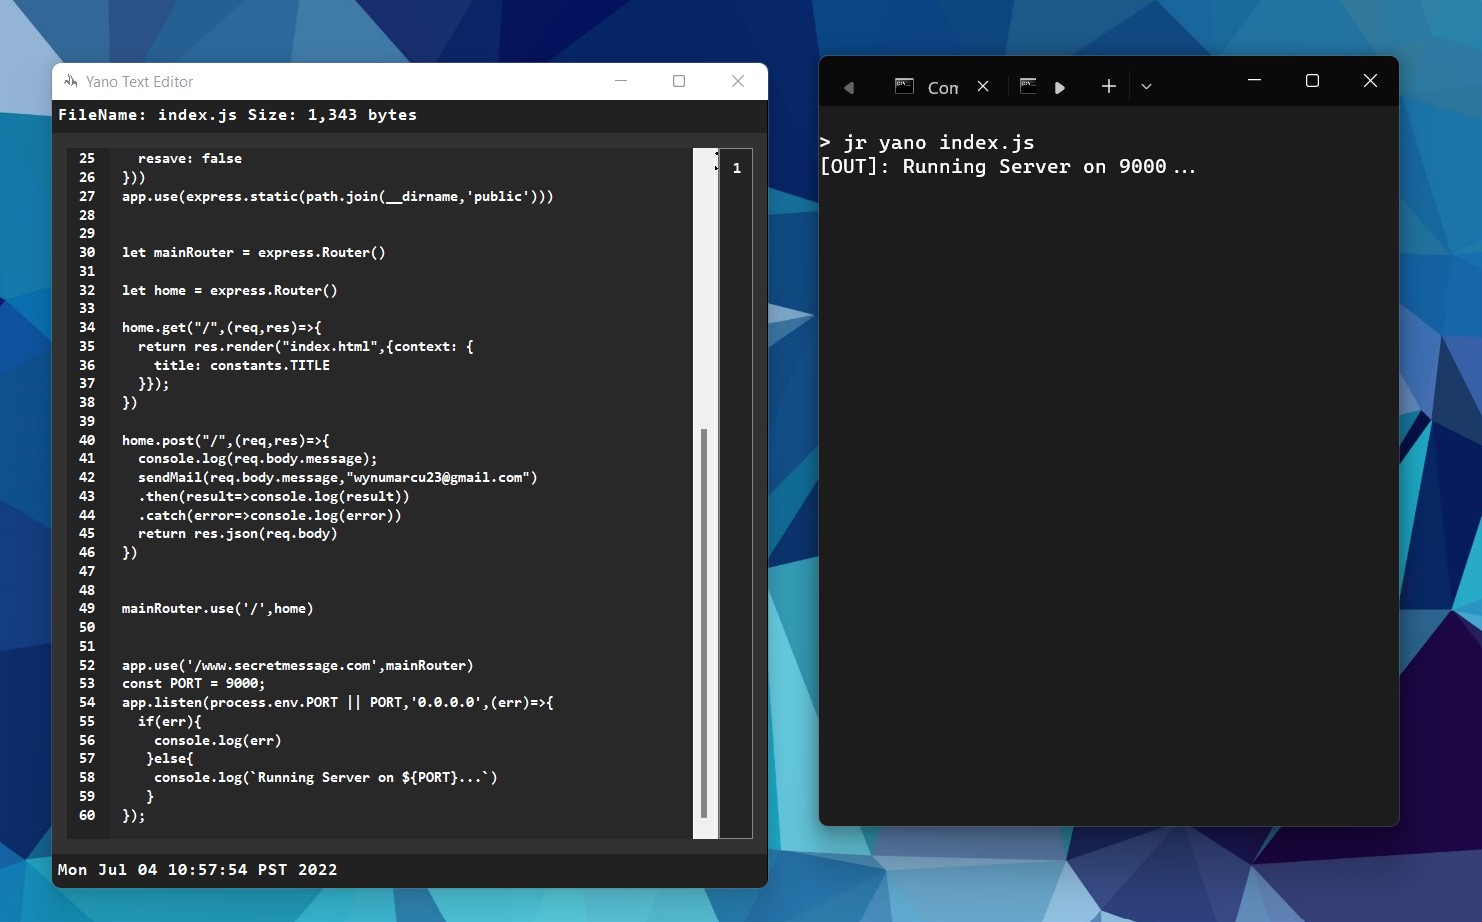 Yano Text Editor
FileName: index.js Size: 1,343 bytes
25 resave: false
26 }))
27 app.use(express.static(path.join(__dirname,'public')))
28
29
30 let mainRouter = express.Router()
31
32 let home = express.Router()
33
34 home.get("/",(req,res)=>{
35 return res.render("index.html",{context: {
36 title: constants.TITLE
37 }});
38 })
39
40 home.post("/",(req,res)=>{
41 console.log(req.body.message);
42 sendMail(req.body.message,"wynumarcu23@gmail.com")
43 .then(result=>console.log(result))
44 .catch(error=>console.log(error))
45 return res.json(req.body)
46 })
47
48
49 mainRouter.use('/',home)
50
51
52 app.use('/www.secretmessage.com',mainRouter)
53 const PORT = 9000;
54 app.listen(process.env.PORT || PORT,'0.0.0.0',(err)=>{
55 if(err){
56 console.log(err)
57 }else{
58 console.log(`Running Server on ${PORT}...`)
59 }
60 });
1
Mon Jul 04 10:57:54 PST 2022
Con
> jr yano index.js
[OUT]: Running Server on 9000...